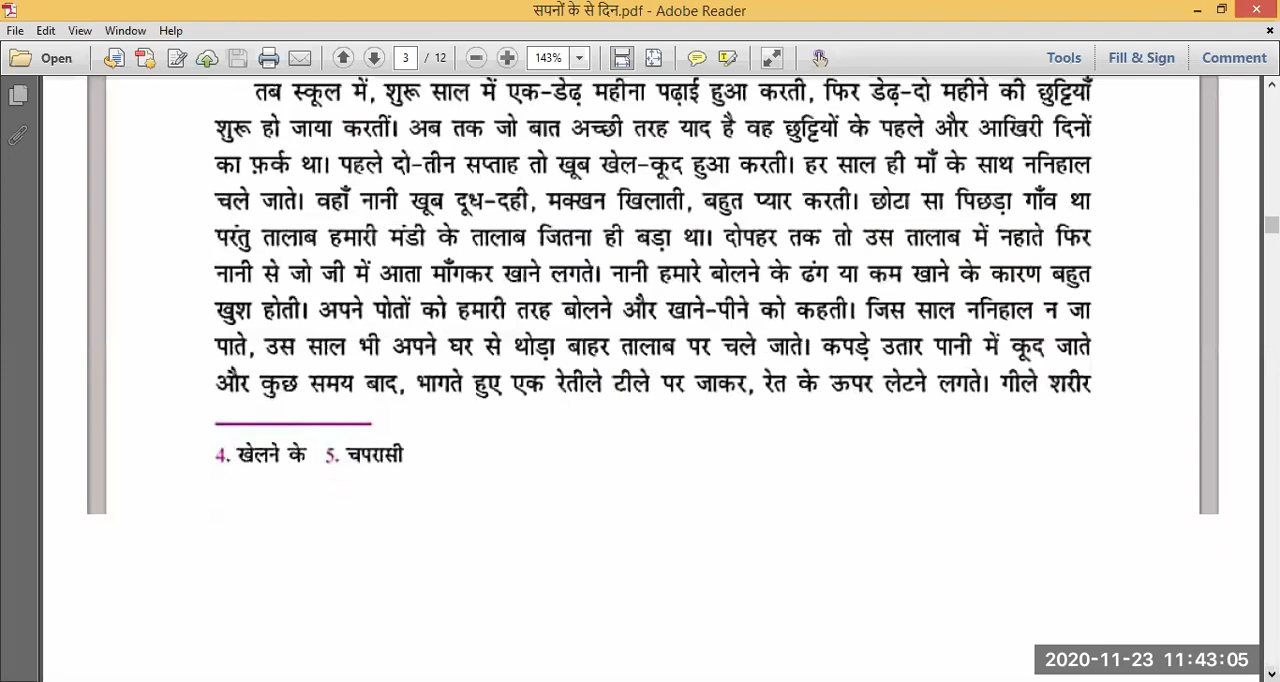 सपनों के से दिन.pdf - Adobe Reader
File Edit View Window Help
Open 3 / 12 143% Tools Fill & Sign Comment
तब स्कूल में, शुरू साल में एक-डेढ़ महीना पढ़ाई हुआ करती, फिर डेढ़-दो महीने की छुट्टियाँ
शुरू हो जाया करतीं। अब तक जो बात अच्छी तरह याद है वह छुट्टियों के पहले और आखिरी दिनों
का फ़र्क था। पहले दो-तीन सप्ताह तो खूब खेल-कूद हुआ करती। हर साल ही माँ के साथ ननिहाल
चले जाते। वहाँ नानी खूब दूध-दही, मक्खन खिलाती, बहुत प्यार करती। छोटा सा पिछड़ा गाँव था
परंतु तालाब हमारी मंडी के तालाब जितना ही बड़ा था। दोपहर तक तो उस तालाब में नहाते फिर
नानी से जो जी में आता माँगकर खाने लगते। नानी हमारे बोलने के ढंग या कम खाने के कारण बहुत
खुश होती। अपने पोतों को हमारी तरह बोलने और खाने-पीने को कहती। जिस साल ननिहाल न जा
पाते, उस साल भी अपने घर से थोड़ा बाहर तालाब पर चले जाते। कपड़े उतार पानी में कूद जाते
और कुछ समय बाद, भागते हुए एक रेतीले टीले पर जाकर, रेत के ऊपर लेटने लगते। गीले शरीर
4. खेलने के 5. चपरासी
2020-11-23 11:43:05